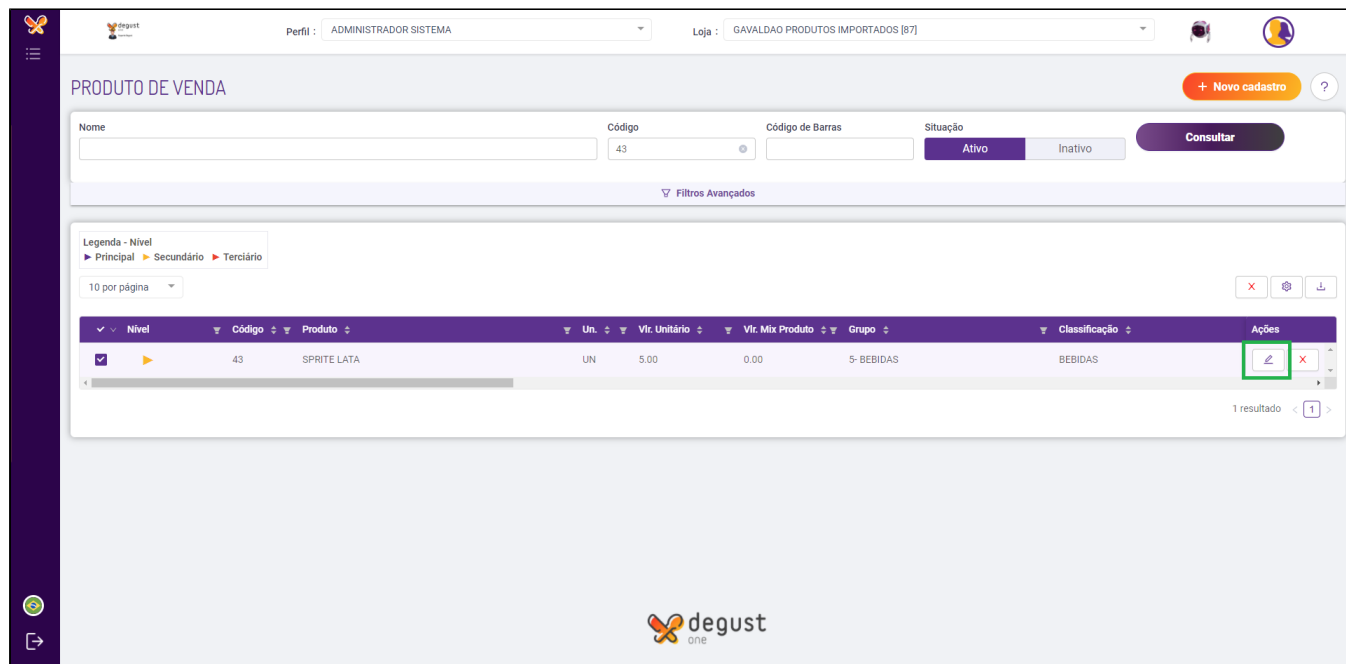 degust
Perfil : ADMINISTRADOR SISTEMA
Loja : GAVALDAO PRODUTOS IMPORTADOS [87]
PRODUTO DE VENDA
+ Novo cadastro
?
Nome Código Código de Barras Situação
43
Ativo Inativo
Consultar
Filtros Avançados
Legenda - Nível
Principal Secundário Terciário
10 por página
Nível Código Produto Un. Vlr. Unitário Vlr. Mix Produto Grupo Classificação Ações
43 SPRITE LATA UN 5.00 0.00 5- BEBIDAS BEBIDAS
1 resultado < 1 >
degust
one